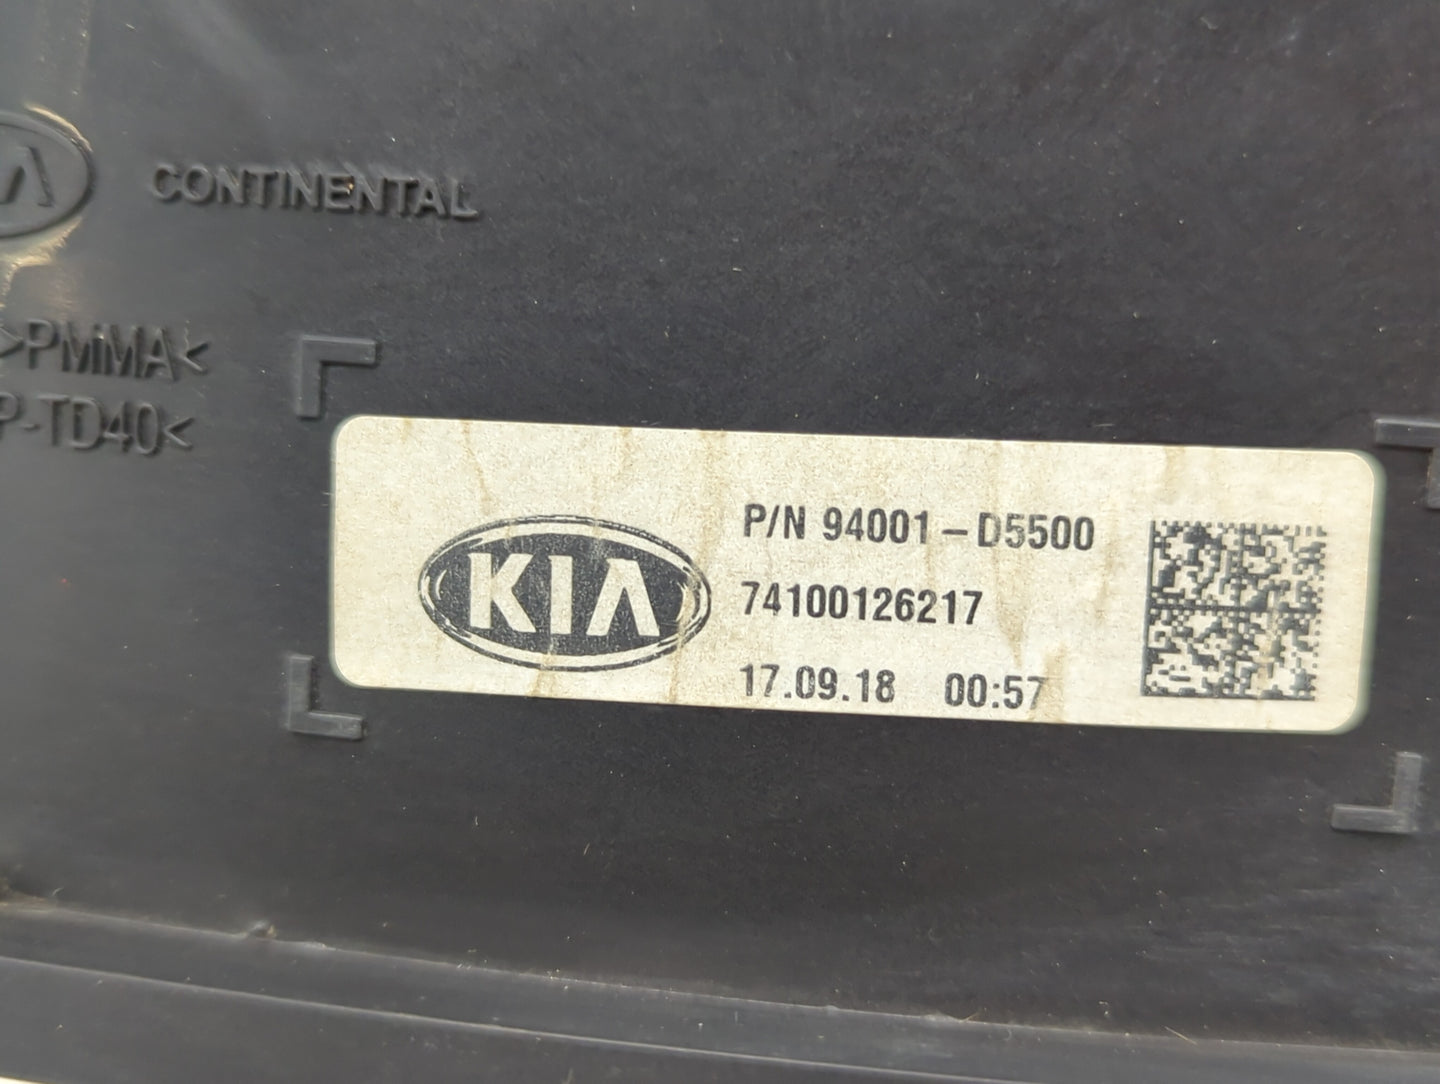 CONTINENTAL
>PMMA<
P-TD40<
KIA
P/N 94001-D5500
74100126217
17.09.18 00:57